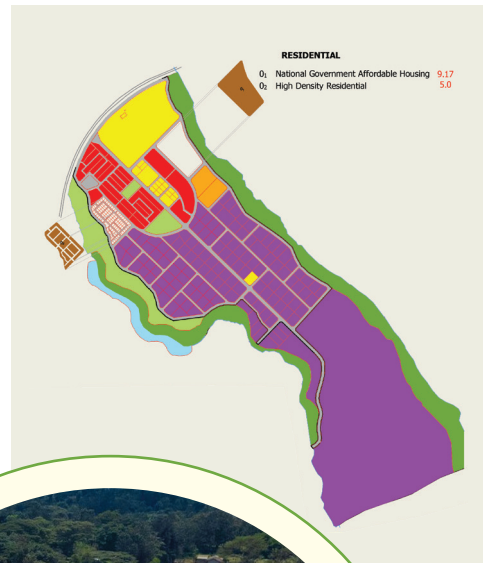 RESIDENTIAL
0₁ National Government Affordable Housing 9.17
0₂ High Density Residential 5.0